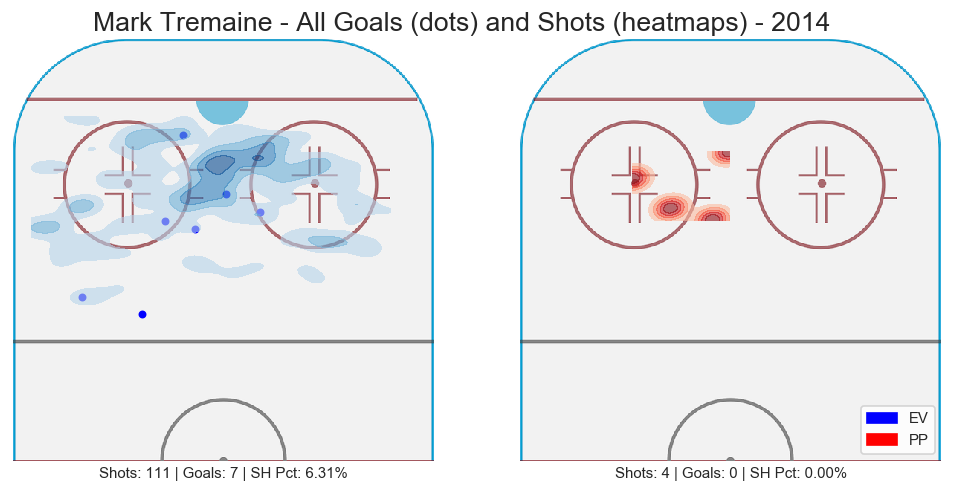 Mark Tremaine - All Goals (dots) and Shots (heatmaps) - 2014
EV
PP
Shots: 111 | Goals: 7 | SH Pct: 6.31%
Shots: 4 | Goals: 0 | SH Pct: 0.00%